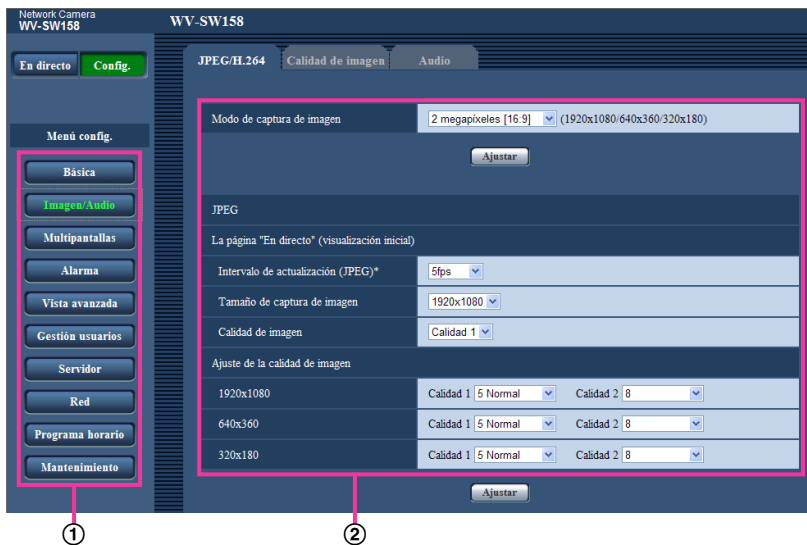 Network Camera
WV-SW158
WV-SW158
En directo Config.
JPEG/H.264 Calidad de imagen Audio
Menú config.
Básica
Imagen/Audio
Multipantallas
Alarma
Vista avanzada
Gestión usuarios
Servidor
Red
Programa horario
Mantenimiento
Modo de captura de imagen 2 megapíxeles [16:9] (1920x1080/640x360/320x180)
Ajustar
JPEG
La página "En directo" (visualización inicial)
Intervalo de actualización (JPEG)* 5fps
Tamaño de captura de imagen 1920x1080
Calidad de imagen Calidad 1
Ajuste de la calidad de imagen
1920x1080 Calidad 1 5 Normal Calidad 2 8
640x360 Calidad 1 5 Normal Calidad 2 8
320x180 Calidad 1 5 Normal Calidad 2 8
Ajustar
① ②